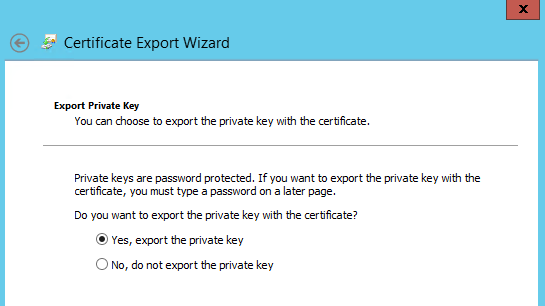 x
Certificate Export Wizard
Export Private Key
You can choose to export the private key with the certificate.
Private keys are password protected. If you want to export the private key with the
certificate, you must type a password on a later page.
Do you want to export the private key with the certificate?
Yes, export the private key
No, do not export the private key